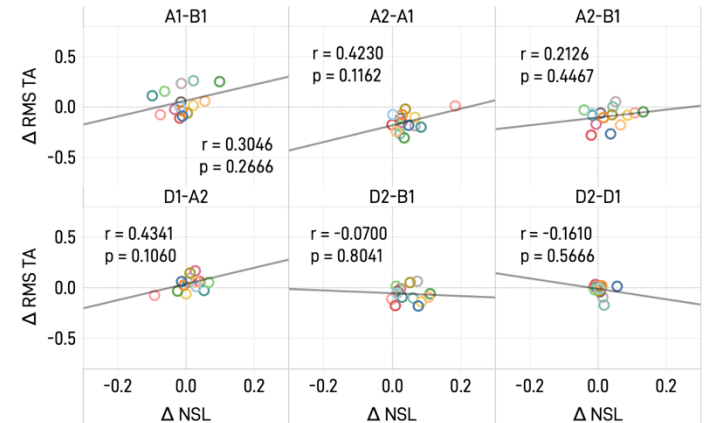 A1-B1
A2-A1
A2-B1
Δ RMS TA
0.5
0.0
-0.5
r = 0.3046
p = 0.2666
r = 0.4230
p = 0.1162
r = 0.2126
p = 0.4467
D1-A2
D2-B1
D2-D1
Δ RMS TA
0.5
0.0
-0.5
r = 0.4341
p = 0.1060
r = -0.0700
p = 0.8041
r = -0.1610
p = 0.5666
-0.2 0.0 0.2
-0.2 0.0 0.2
-0.2 0.0 0.2
Δ NSL
Δ NSL
Δ NSL